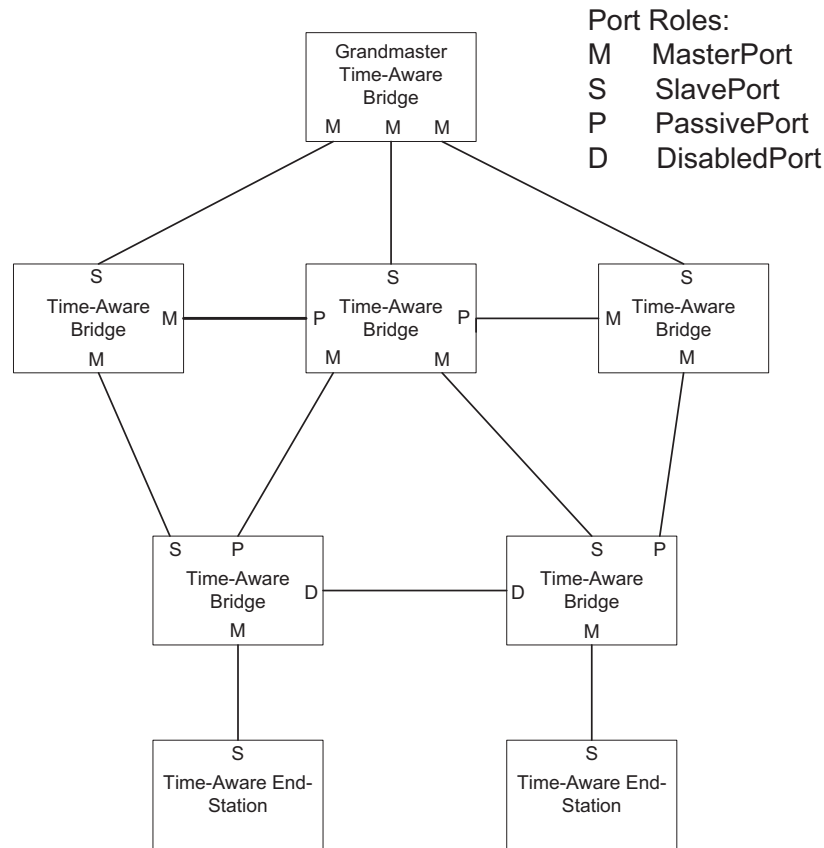 Port Roles:
M MasterPort
S SlavePort
P PassivePort
D DisabledPort
Grandmaster
Time-Aware
Bridge
M M M
S
Time-Aware
Bridge
M
M
S
Time-Aware
Bridge
P
P
M M
S
Time-Aware
Bridge
M
M
S P
Time-Aware
Bridge
D
M
S P
Time-Aware
Bridge
D
M
S
Time-Aware End-
Station
S
Time-Aware End-
Station